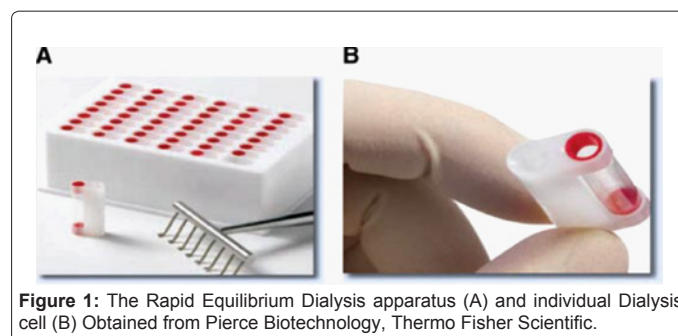 A B
Figure 1: The Rapid Equilibrium Dialysis apparatus (A) and individual Dialysis
cell (B) Obtained from Pierce Biotechnology, Thermo Fisher Scientific.